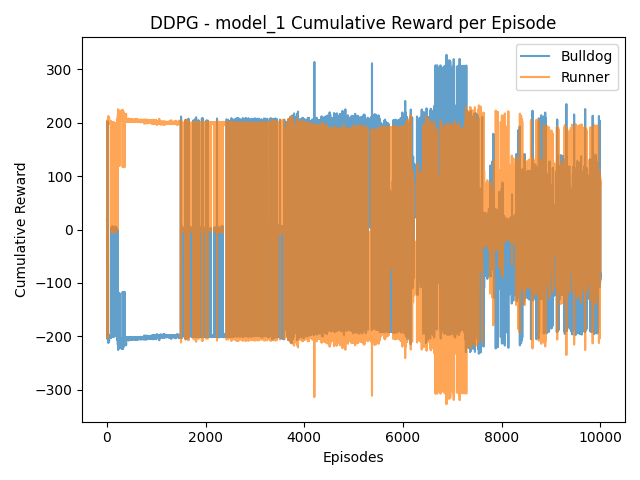 DDPG - model_1 Cumulative Reward per Episode
Bulldog
Runner
Cumulative Reward
300
200
100
0
−100
−200
−300
0 2000 4000 6000 8000 10000
Episodes